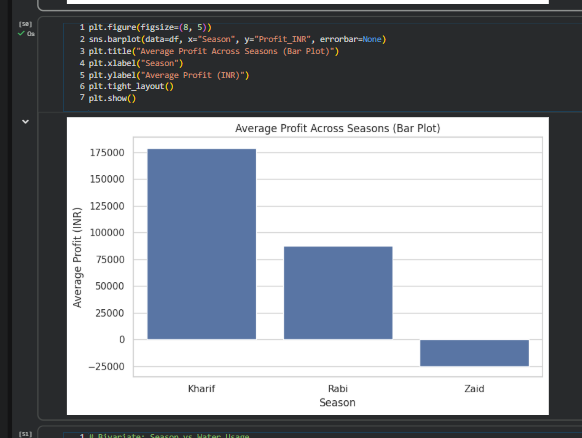 [50]
0s
1 plt.figure(figsize=(8, 5))
2 sns.barplot(data=df, x="Season", y="Profit_INR", errorbar=None)
3 plt.title("Average Profit Across Seasons (Bar Plot)")
4 plt.xlabel("Season")
5 plt.ylabel("Average Profit (INR)")
6 plt.tight_layout()
7 plt.show()
Average Profit Across Seasons (Bar Plot)
175000
150000
125000
100000
75000
50000
25000
0
−25000
Average Profit (INR)
Kharif Rabi Zaid
Season
[51]
1 # Bivariate: Season vs Water Usage